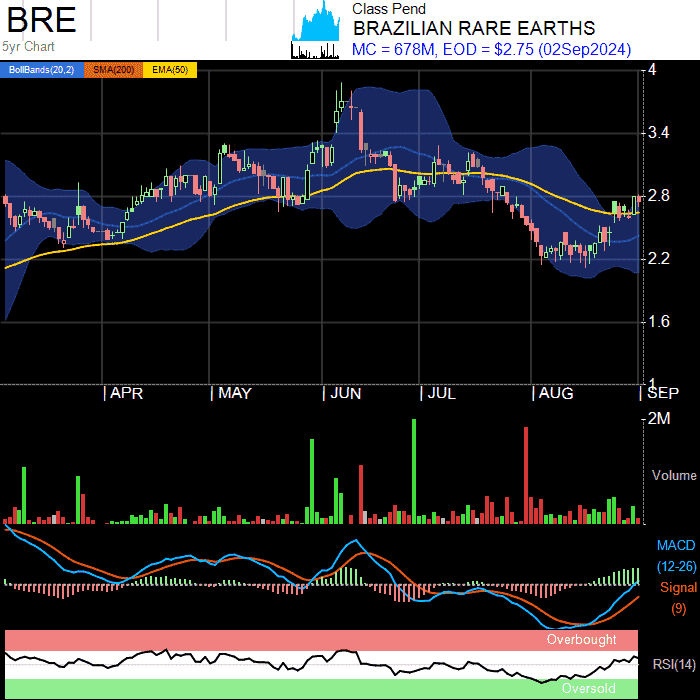 BRE
5yr Chart
Class Pend
BRAZILIAN RARE EARTHS
MC = 678M, EOD = $2.75 (02Sep2024)
BollBands(20,2) SMA(200) EMA(50)
4
3.4
2.8
2.2
1.6
1
APR MAY JUN JUL AUG SEP
2M
Volume
MACD
(12-26)
Signal
(9)
Overbought
RSI(14)
Oversold